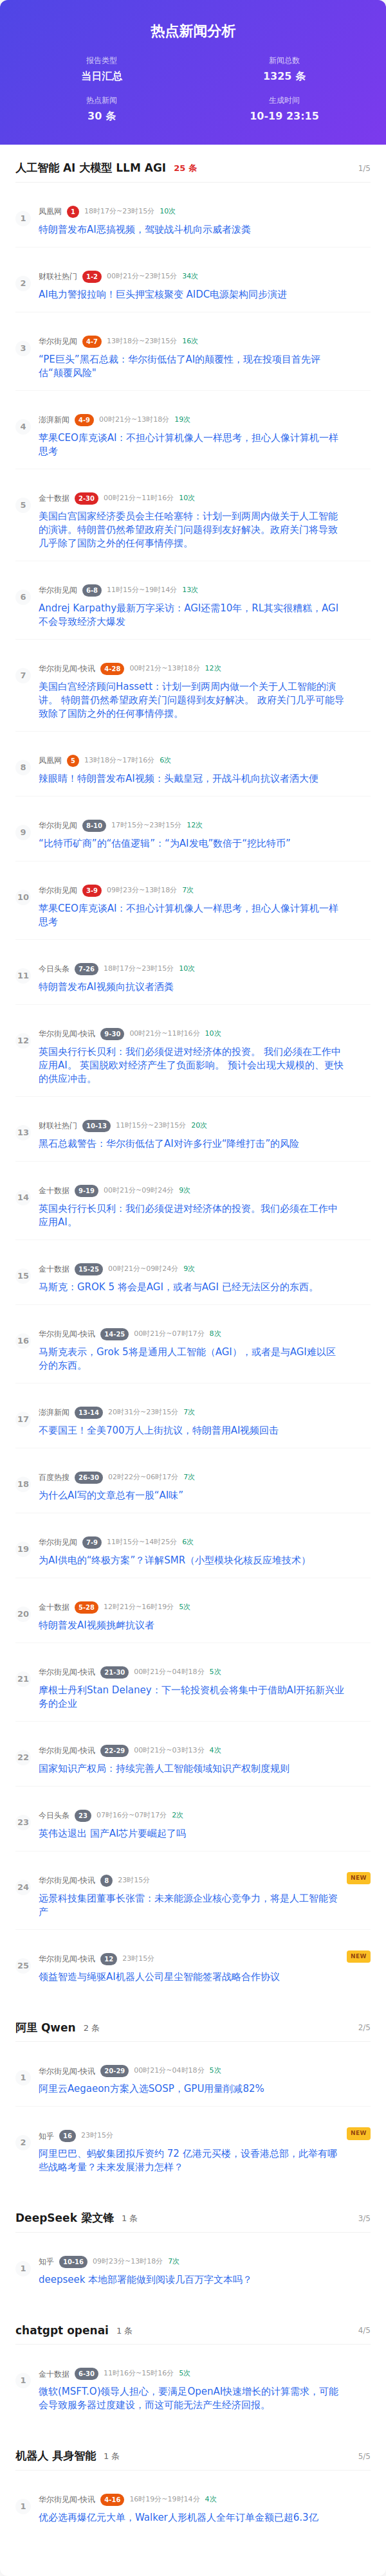 热点新闻分析
报告类型
新闻总数
当日汇总
1325 条
热点新闻
生成时间
30 条
10-19 23:15
人工智能 AI 大模型 LLM AGI 25 条 1/5
1
凤凰网 1 18时17分~23时15分 10次
特朗普发布AI恶搞视频，驾驶战斗机向示威者泼粪
2
财联社热门 1-2 00时21分~23时15分 34次
AI电力警报拉响！巨头押宝核聚变 AIDC电源架构同步演进
3
华尔街见闻 4-7 13时18分~23时15分 16次
“PE巨头”黑石总裁：华尔街低估了AI的颠覆性，现在投项目首先评
估“颠覆风险”
4
澎湃新闻 4-9 00时21分~13时18分 19次
苹果CEO库克谈AI：不担心计算机像人一样思考，担心人像计算机一样
思考
5
金十数据 2-30 00时21分~11时16分 10次
美国白宫国家经济委员会主任哈塞特：计划一到两周内做关于人工智能
的演讲。特朗普仍然希望政府关门问题得到友好解决。政府关门将导致
几乎除了国防之外的任何事情停摆。
6
华尔街见闻 6-8 11时15分~19时14分 13次
Andrej Karpathy最新万字采访：AGI还需10年，RL其实很糟糕，AGI
不会导致经济大爆发
7
华尔街见闻-快讯 4-28 00时21分~13时18分 12次
美国白宫经济顾问Hassett：计划一到两周内做一个关于人工智能的演
讲。 特朗普仍然希望政府关门问题得到友好解决。 政府关门几乎可能导
致除了国防之外的任何事情停摆。
8
凤凰网 5 13时18分~17时16分 6次
辣眼睛！特朗普发布AI视频：头戴皇冠，开战斗机向抗议者洒大便
9
华尔街见闻 8-10 17时15分~23时15分 12次
“比特币矿商”的“估值逻辑”：“为AI发电”数倍于“挖比特币”
10
华尔街见闻 3-9 09时23分~13时18分 7次
苹果CEO库克谈AI：不担心计算机像人一样思考，担心人像计算机一样
思考
11
今日头条 7-26 18时17分~23时15分 10次
特朗普发布AI视频向抗议者洒粪
12
华尔街见闻-快讯 9-30 00时21分~11时16分 10次
英国央行行长贝利：我们必须促进对经济体的投资。 我们必须在工作中
应用AI。 英国脱欧对经济产生了负面影响。 预计会出现大规模的、更快
的供应冲击。
13
财联社热门 10-13 11时15分~23时15分 20次
黑石总裁警告：华尔街低估了AI对许多行业“降维打击”的风险
14
金十数据 9-19 00时21分~09时24分 9次
英国央行行长贝利：我们必须促进对经济体的投资。我们必须在工作中
应用AI。
15
金十数据 15-25 00时21分~09时24分 9次
马斯克：GROK 5 将会是AGI，或者与AGI 已经无法区分的东西。
16
华尔街见闻-快讯 14-25 00时21分~07时17分 8次
马斯克表示，Grok 5将是通用人工智能（AGI），或者是与AGI难以区
分的东西。
17
澎湃新闻 13-14 20时31分~23时15分 7次
不要国王！全美700万人上街抗议，特朗普用AI视频回击
18
百度热搜 26-30 02时22分~06时17分 7次
为什么AI写的文章总有一股“AI味”
19
华尔街见闻 7-9 11时15分~14时25分 6次
为AI供电的“终极方案”？详解SMR（小型模块化核反应堆技术）
20
金十数据 5-28 12时21分~16时19分 5次
特朗普发AI视频挑衅抗议者
21
华尔街见闻-快讯 21-30 00时21分~04时18分 5次
摩根士丹利Stan Delaney：下一轮投资机会将集中于借助AI开拓新兴业
务的企业
22
华尔街见闻-快讯 22-29 00时21分~03时13分 4次
国家知识产权局：持续完善人工智能领域知识产权制度规则
23
今日头条 23 07时16分~07时17分 2次
英伟达退出 国产AI芯片要崛起了吗
24
华尔街见闻-快讯 8 23时15分 NEW
远景科技集团董事长张雷：未来能源企业核心竞争力，将是人工智能资
产
25
华尔街见闻-快讯 12 23时15分 NEW
领益智造与绳驱AI机器人公司星尘智能签署战略合作协议
阿里 Qwen 2 条 2/5
1
华尔街见闻-快讯 20-29 00时21分~04时18分 5次
阿里云Aegaeon方案入选SOSP，GPU用量削减82%
2
知乎 16 23时15分 NEW
阿里巴巴、蚂蚁集团拟斥资约 72 亿港元买楼，设香港总部，此举有哪
些战略考量？未来发展潜力怎样？
DeepSeek 梁文锋 1 条 3/5
1
知乎 10-16 09时23分~13时18分 7次
deepseek 本地部署能做到阅读几百万字文本吗？
chatgpt openai 1 条 4/5
1
金十数据 6-30 11时16分~15时16分 5次
微软(MSFT.O)领导人担心，要满足OpenAI快速增长的计算需求，可能
会导致服务器过度建设，而这可能无法产生经济回报。
机器人 具身智能 1 条 5/5
1
华尔街见闻-快讯 4-16 16时19分~19时14分 4次
优必选再爆亿元大单，Walker人形机器人全年订单金额已超6.3亿